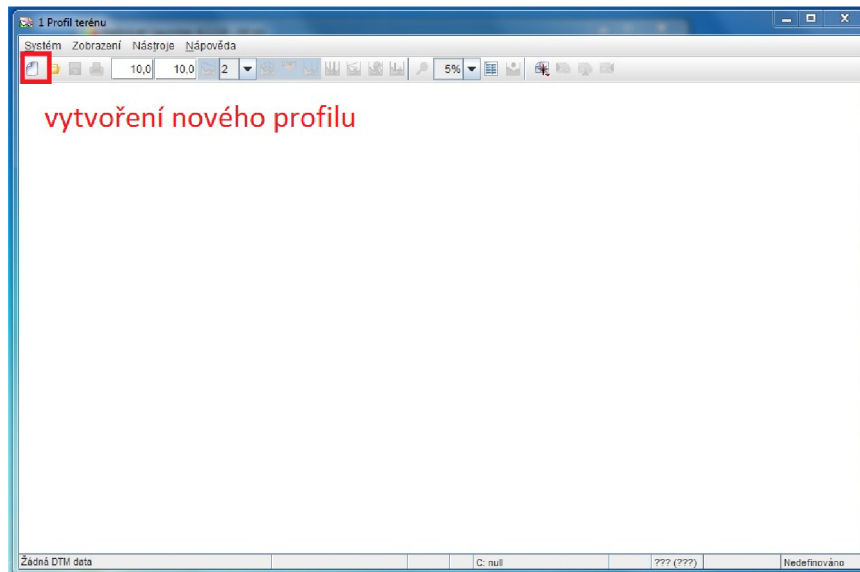 1 Profil terénu
Systém Zobrazení Nástroje Nápověda
10,0 10,0 2 5%
vytvoření nového profilu
Žádná DTM data C: null ??? (???) Nedefinováno